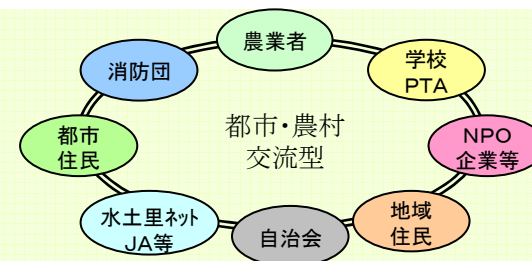 農業者
消防団
学校
PTA
都市
住民
都市・農村
交流型
NPO
企業等
水土里ネット
JA等
自治会
地域
住民